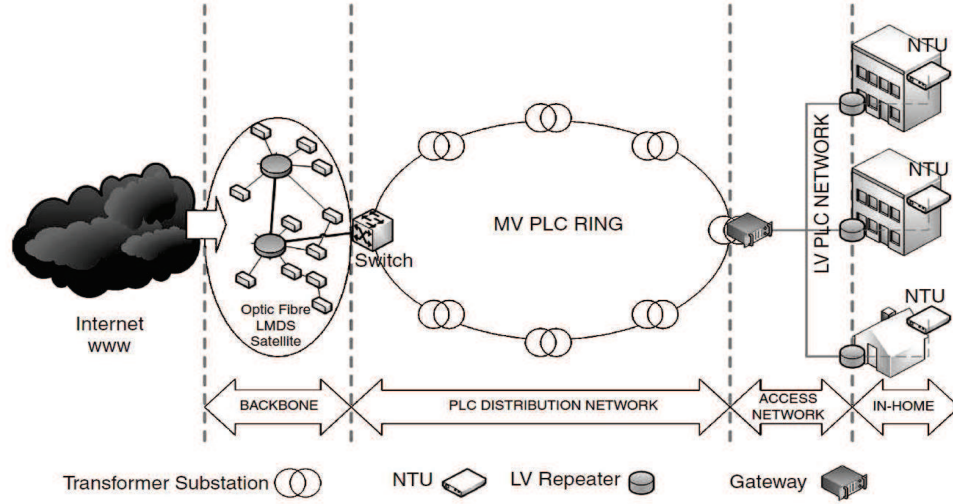 NTU
LV PLC NETWORK
NTU
MV PLC RING
Switch
Optic Fibre
LMDS
Satellite
Internet
www
NTU
BACKBONE
PLC DISTRIBUTION NETWORK
ACCESS
NETWORK
IN-HOME
Transformer Substation
NTU
LV Repeater
Gateway